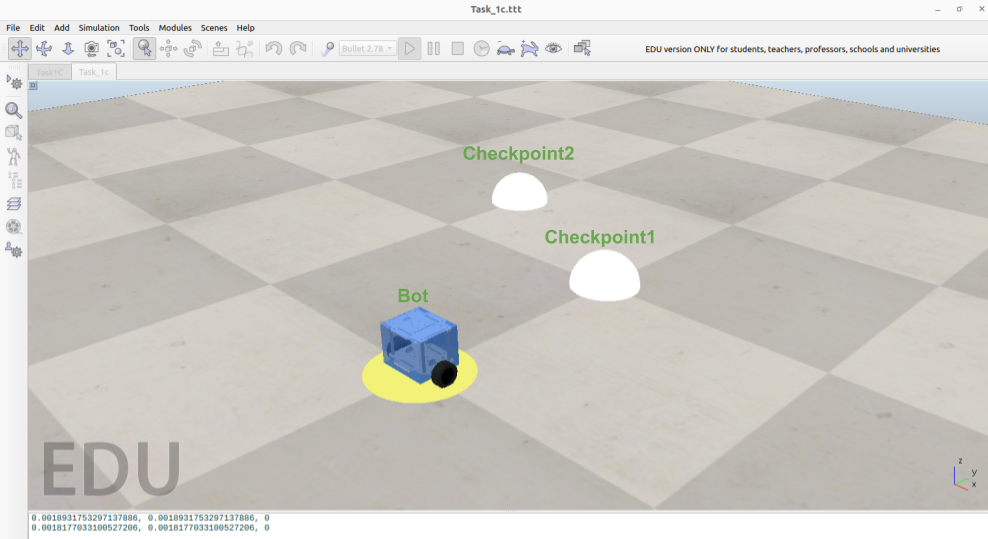 Task_1c.ttt
File Edit Add Simulation Tools Modules Scenes Help
Bullet 2.78
EDU version ONLY for students, teachers, professors, schools and universities
Task1C Task_1c
Checkpoint2
Checkpoint1
Bot
EDU
z
y
x
0.0018931753297137886, 0.0018931753297137886, 0
0.0018177033100527206, 0.0018177033100527206, 0